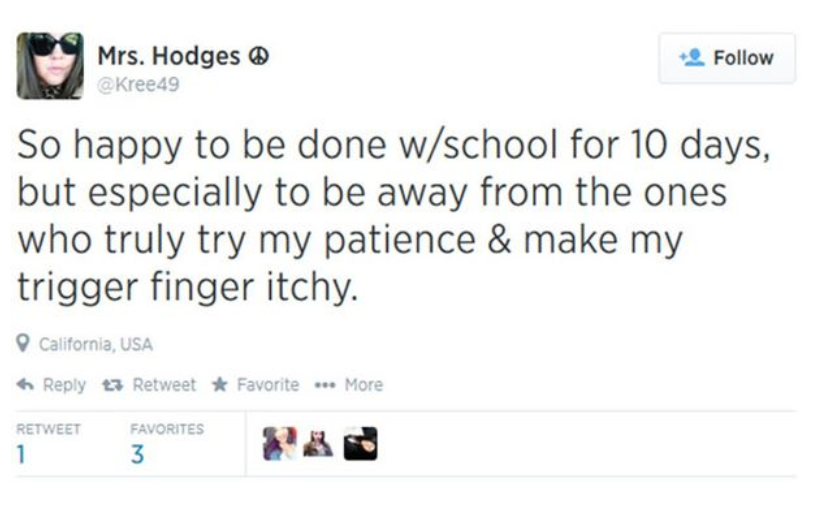 Mrs. Hodges ☮
@Kree49
Follow
So happy to be done w/school for 10 days,
but especially to be away from the ones
who truly try my patience & make my
trigger finger itchy.
California, USA
Reply Retweet Favorite More
RETWEET FAVORITES
1 3